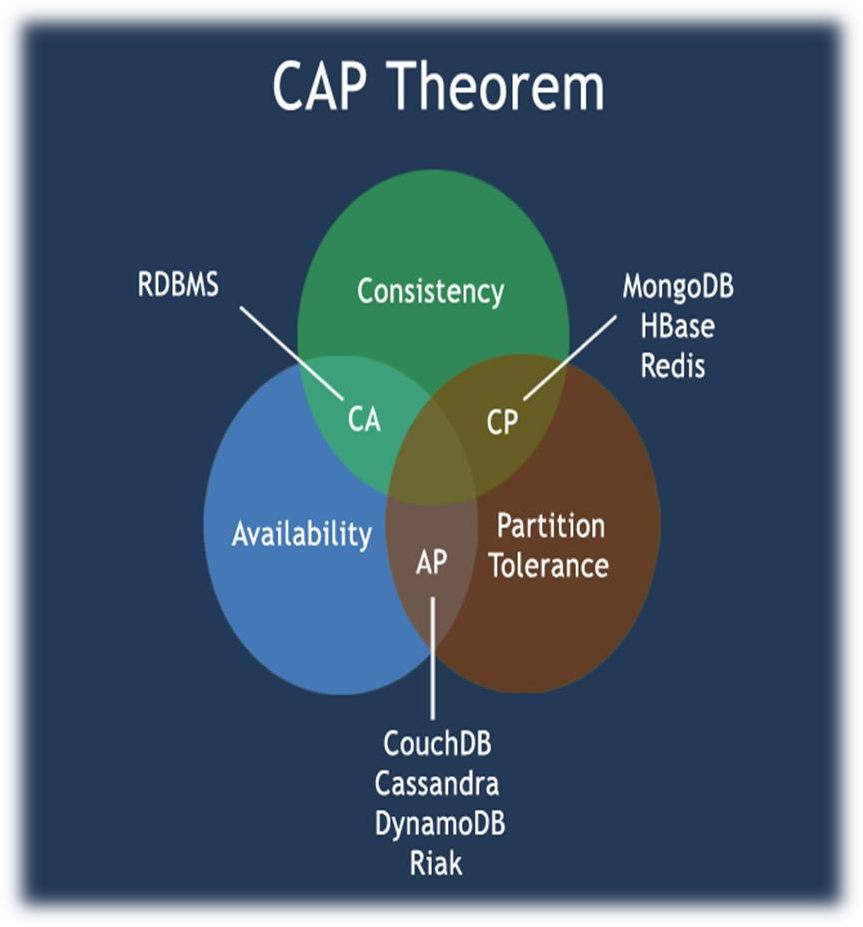 CAP Theorem
RDBMS
Consistency
MongoDB
HBase
Redis
CA
CP
Availability
Partition
Tolerance
AP
CouchDB
Cassandra
DynamoDB
Riak